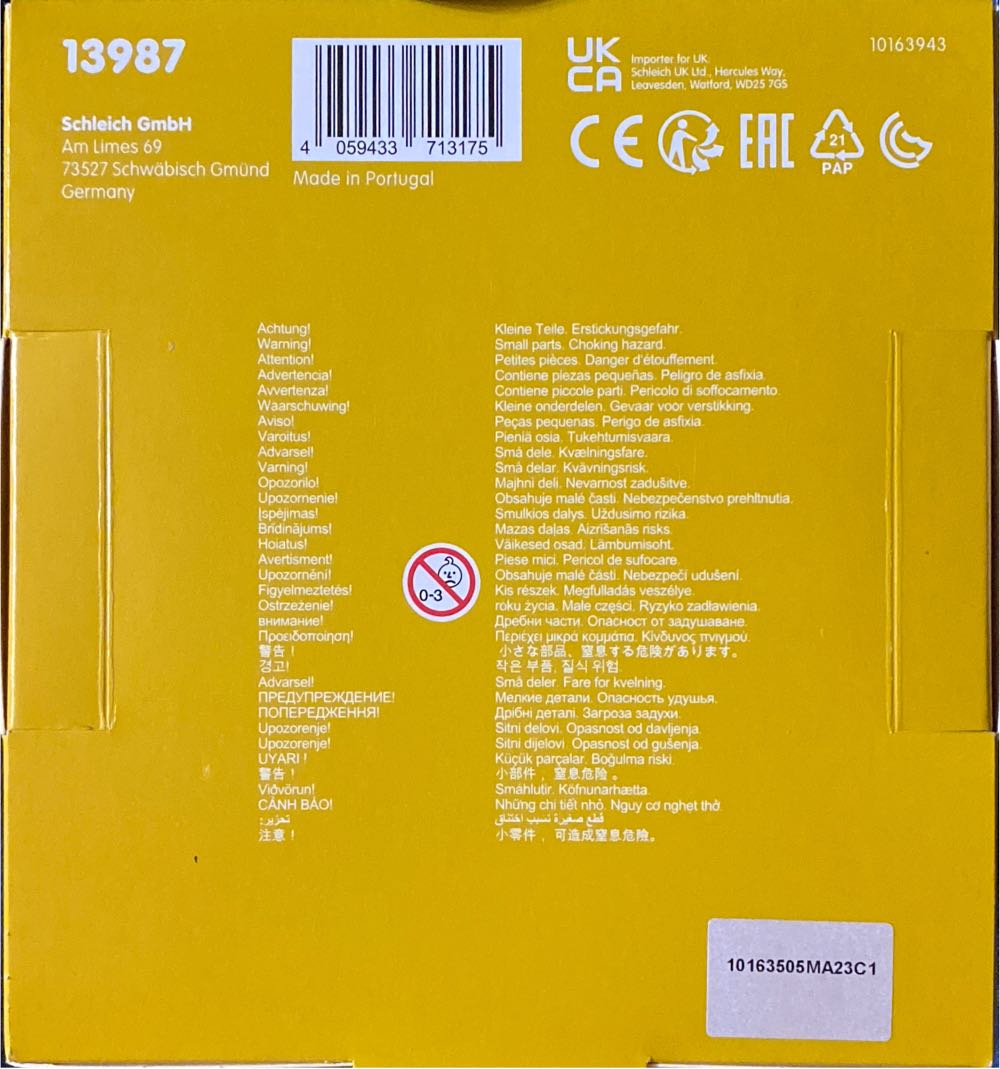 13987
Schleich GmbH
Am Limes 69
73527 Schwäbisch Gmünd
Germany
4 059433 713175
Made in Portugal
UK
CA
Importer for UK:
Schleich UK Ltd., Hercules Way,
Leavesden, Watford, WD25 7GS
10163943
CE
EAC
21
PAP
Achtung! Kleine Teile. Erstickungsgefahr.
Warning! Small parts. Choking hazard.
Attention! Petites pièces. Danger d'étouffement.
Advertencia! Contiene piezas pequeñas. Peligro de asfixia.
Avvertenza! Contiene piccole parti. Pericolo di soffocamento.
Waarschuwing! Kleine onderdelen. Gevaar voor verstikking.
Aviso! Peças pequenas. Perigo de asfixia.
Varoitus! Pieniä osia. Tukehtumisvaara.
Advarsel! Små dele. Kvælningsfare.
Varning! Små delar. Kvävningsrisk.
Opozorilo! Majhni deli. Nevarnost zadušitve.
Upozornenie! Obsahuje malé časti. Nebezpečenstvo prehltnutia.
Įspėjimas! Smulkios dalys. Uždusimo rizika.
Brīdinājums! Mazas daļas. Aizrīšanās risks.
Hoiatus! Väikesed osad. Lämbumisoht.
Avertisment! Piese mici. Pericol de sufocare.
Upozornění! Obsahuje malé části. Nebezpečí udušení.
Figyelmeztetés! Kis részek. Megfulladás veszélye.
Ostrzeżenie! roku życia. Małe części. Ryzyko zadławienia.
внимание! Дребни части. Опасност от задушаване.
Προειδοποίηση! Περιέχει μικρά κομμάτια. Κίνδυνος πνιγμού.
警告！ 小さな部品、窒息する危険があります。
경고! 작은 부품, 질식 위험
Advarsel! Små deler. Fare for kvelning.
ПРЕДУПРЕЖДЕНИЕ! Мелкие детали. Опасность удушья.
ПОПЕРЕДЖЕННЯ! Дрібні деталі. Загроза задухи.
Upozorenje! Sitni delovi. Opasnost od davljenja.
Upozorenje! Sitni dijelovi. Opasnost od gušenja.
UYARI ! Küçük parçalar. Boğulma riski.
警告！ 小部件，窒息危险。
Viðvörun! Smáhlutir. Köfnunarhætta.
CẢNH BÁO! Những chi tiết nhỏ. Nguy cơ nghẹt thở.
تحزير: قطع صغيرة تسبب اختناق
注意！ 小零件，可造成窒息危險。
0-3
10163505MA23C1